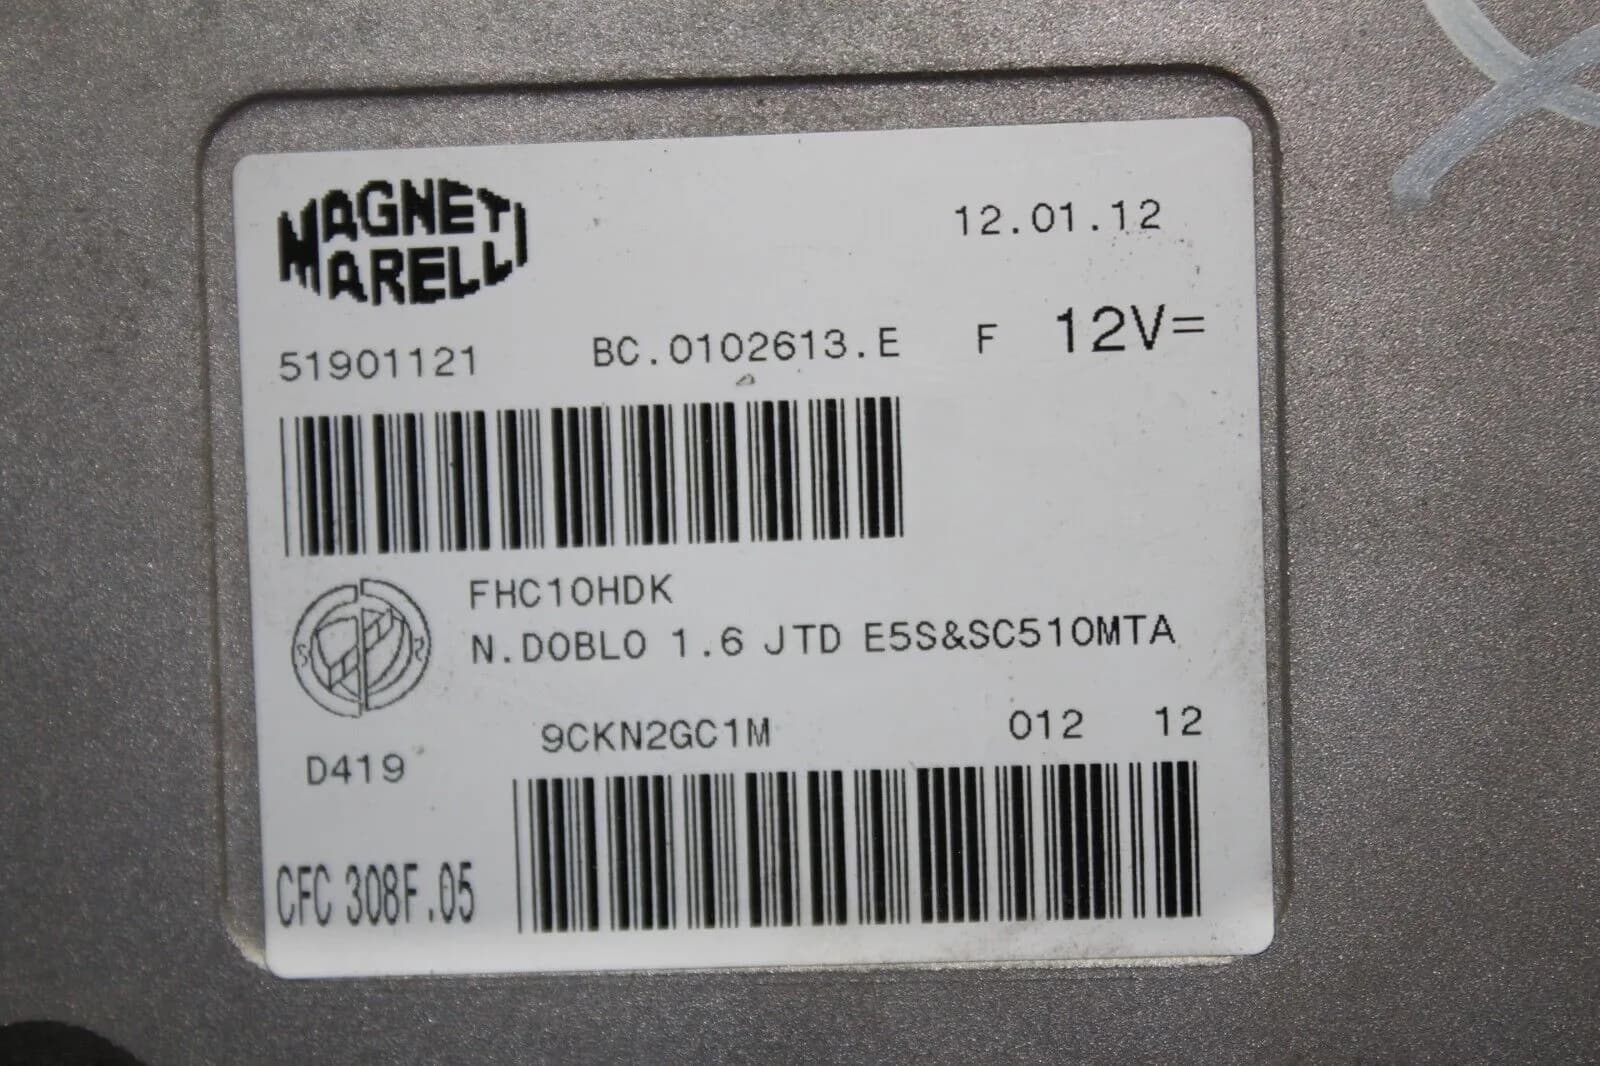 MAGNETI
MARELLI
12.01.12
51901121 BC.0102613.E F 12V=
FHC10HDK
N.DOBLO 1.6 JTD E5S&SC510MTA
9CKN2GC1M 012 12
D419
CFC 308F.05